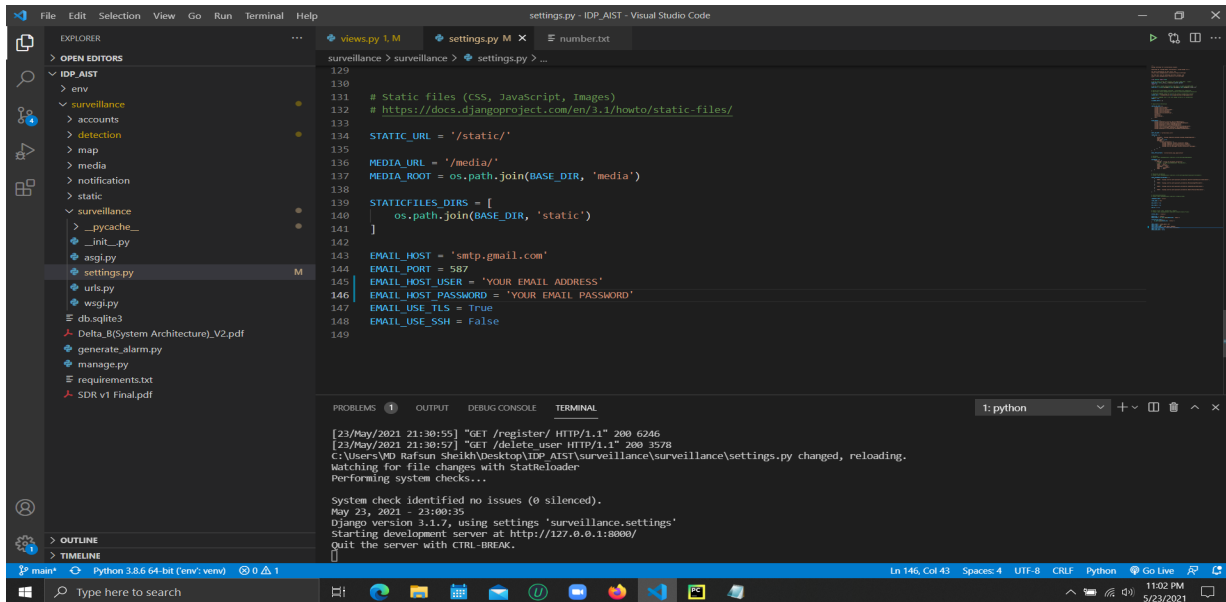 File Edit Selection View Go Run Terminal Help
settings.py - IDP_AIST - Visual Studio Code
EXPLORER
OPEN EDITORS
IDP_AIST
env
surveillance
accounts
detection
map
media
notification
static
surveillance
__pycache__
__init__.py
asgi.py
settings.py M
urls.py
wsgi.py
db.sqlite3
Delta_B(System Architecture)_V2.pdf
generate_alarm.py
manage.py
requirements.txt
SDR v1 Final.pdf
OUTLINE
TIMELINE
views.py 1, M settings.py M number.txt
surveillance > surveillance > settings.py > ...
129
130
131 # Static files (CSS, JavaScript, Images)
132 # https://docs.djangoproject.com/en/3.1/howto/static-files/
133
134 STATIC_URL = '/static/'
135
136 MEDIA_URL = '/media/'
137 MEDIA_ROOT = os.path.join(BASE_DIR, 'media')
138
139 STATICFILES_DIRS = [
140 os.path.join(BASE_DIR, 'static')
141 ]
142
143 EMAIL_HOST = 'smtp.gmail.com'
144 EMAIL_PORT = 587
145 EMAIL_HOST_USER = 'YOUR EMAIL ADDRESS'
146 EMAIL_HOST_PASSWORD = 'YOUR EMAIL PASSWORD'
147 EMAIL_USE_TLS = True
148 EMAIL_USE_SSH = False
149
PROBLEMS 1 OUTPUT DEBUG CONSOLE TERMINAL
1: python
[23/May/2021 21:30:55] "GET /register/ HTTP/1.1" 200 6246
[23/May/2021 21:30:57] "GET /delete_user HTTP/1.1" 200 3578
C:\Users\MD Rafsun Sheikh\Desktop\IDP_AIST\surveillance\surveillance\settings.py changed, reloading.
Watching for file changes with StatReloader
Performing system checks...
System check identified no issues (0 silenced).
May 23, 2021 - 23:00:35
Django version 3.1.7, using settings 'surveillance.settings'
Starting development server at http://127.0.0.1:8000/
Quit the server with CTRL-BREAK.
4
1
main* Python 3.8.6 64-bit ('env': venv) 0 1 Ln 146, Col 43 Spaces: 4 UTF-8 CRLF Python Go Live
Type here to search
PC
11:02 PM
5/23/2021